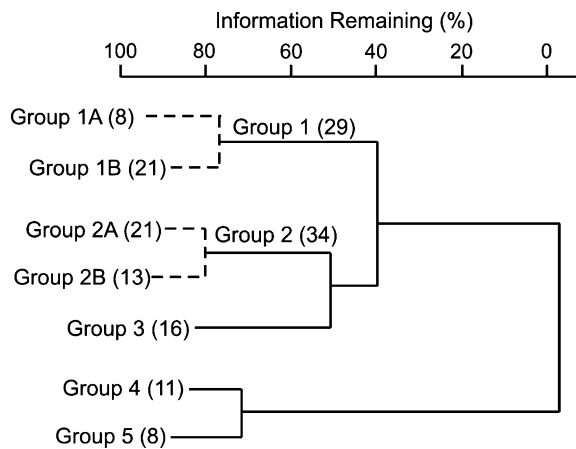 Information Remaining (%)
100 80 60 40 20 0
Group 1A (8)
Group 1 (29)
Group 1B (21)
Group 2A (21)
Group 2 (34)
Group 2B (13)
Group 3 (16)
Group 4 (11)
Group 5 (8)